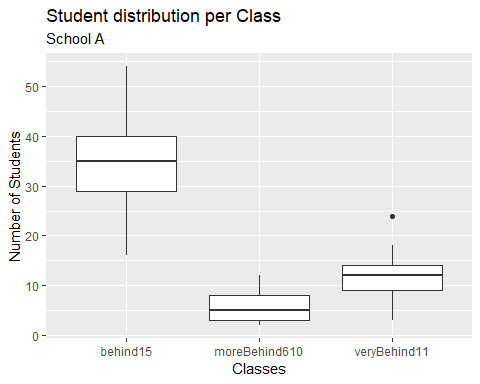 Student distribution per Class
School A
Number of Students
50
40
30
20
10
0
behind15
moreBehind610
veryBehind11
Classes